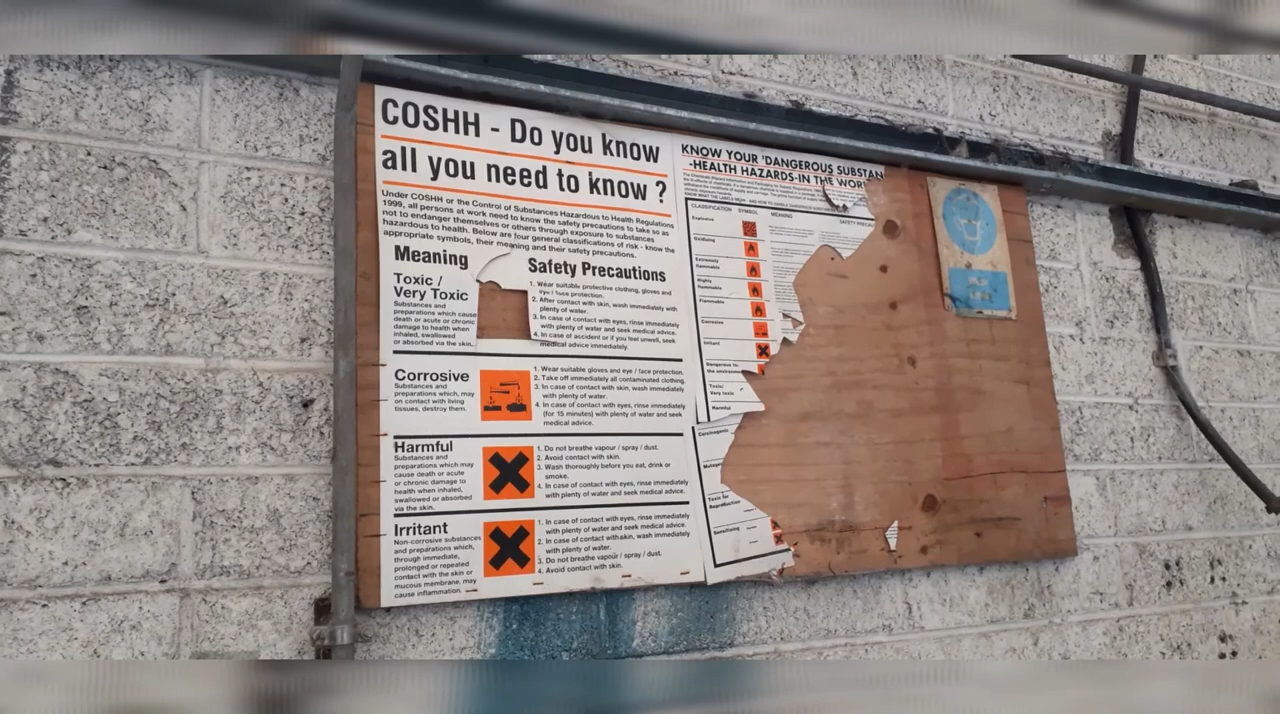 COSHH - Do you know
all you need to know ?
Under COSHH or the Control of Substances Hazardous to Health Regulations
1999, all persons at work need to know the safety precautions to take so as
not to endanger themselves or others through exposure to substances
hazardous to health. Below are four general classifications of risk - know the
appropriate symbols, their meaning and their safety precautions.
Meaning
Safety Precautions
Toxic /
Very Toxic
Substances and
preparations which cause
death or acute or chronic
damage to health when
inhaled, swallowed
or absorbed via the skin.
1. Wear suitable protective clothing, gloves and
eye / face protection.
2. After contact with skin, wash immediately with
plenty of water.
3. In case of contact with eyes, rinse immediately
with plenty of water and seek medical advice.
4. In case of accident or if you feel unwell, seek
medical advice immediately.
Corrosive
Substances and
preparations which, may
on contact with living
tissues, destroy them.
1. Wear suitable gloves and eye / face protection.
2. Take off immediately all contaminated clothing.
3. In case of contact with skin, wash immediately
with plenty of water.
4. In case of contact with eyes, rinse immediately
(for 15 minutes) with plenty of water and seek
medical advice.
Harmful
Substances and
preparations which may
cause death or acute
or chronic damage to
health when inhaled,
swallowed or absorbed
via the skin.
1. Do not breathe vapour / spray / dust.
2. Avoid contact with skin.
3. Wash thoroughly before you eat, drink or
smoke.
4. In case of contact with eyes, rinse immediately
with plenty of water and seek medical advice.
Irritant
Non-corrosive substances
and preparations which,
through immediate,
prolonged or repeated
contact with the skin or
mucous membrane, may
cause inflammation.
1. In case of contact with eyes, rinse immediately
with plenty of water and seek medical advice.
2. In case of contact with skin, wash immediately
with plenty of water.
3. Do not breathe vapour / spray / dust.
4. Avoid contact with skin.
KNOW YOUR 'DANGEROUS SUBSTAN
-HEALTH HAZARDS-IN THE WOR
CLASSIFICATION SYMBOL MEANING
SAFETY PRECAU
Explosive
Oxidising
Extremely
flammable
Highly
flammable
Flammable
Corrosive
Irritant
Dangerous for
the environment
Toxic/
Very toxic
Harmful
Carcinogenic
Toxic for
Reproduction
Sensitising